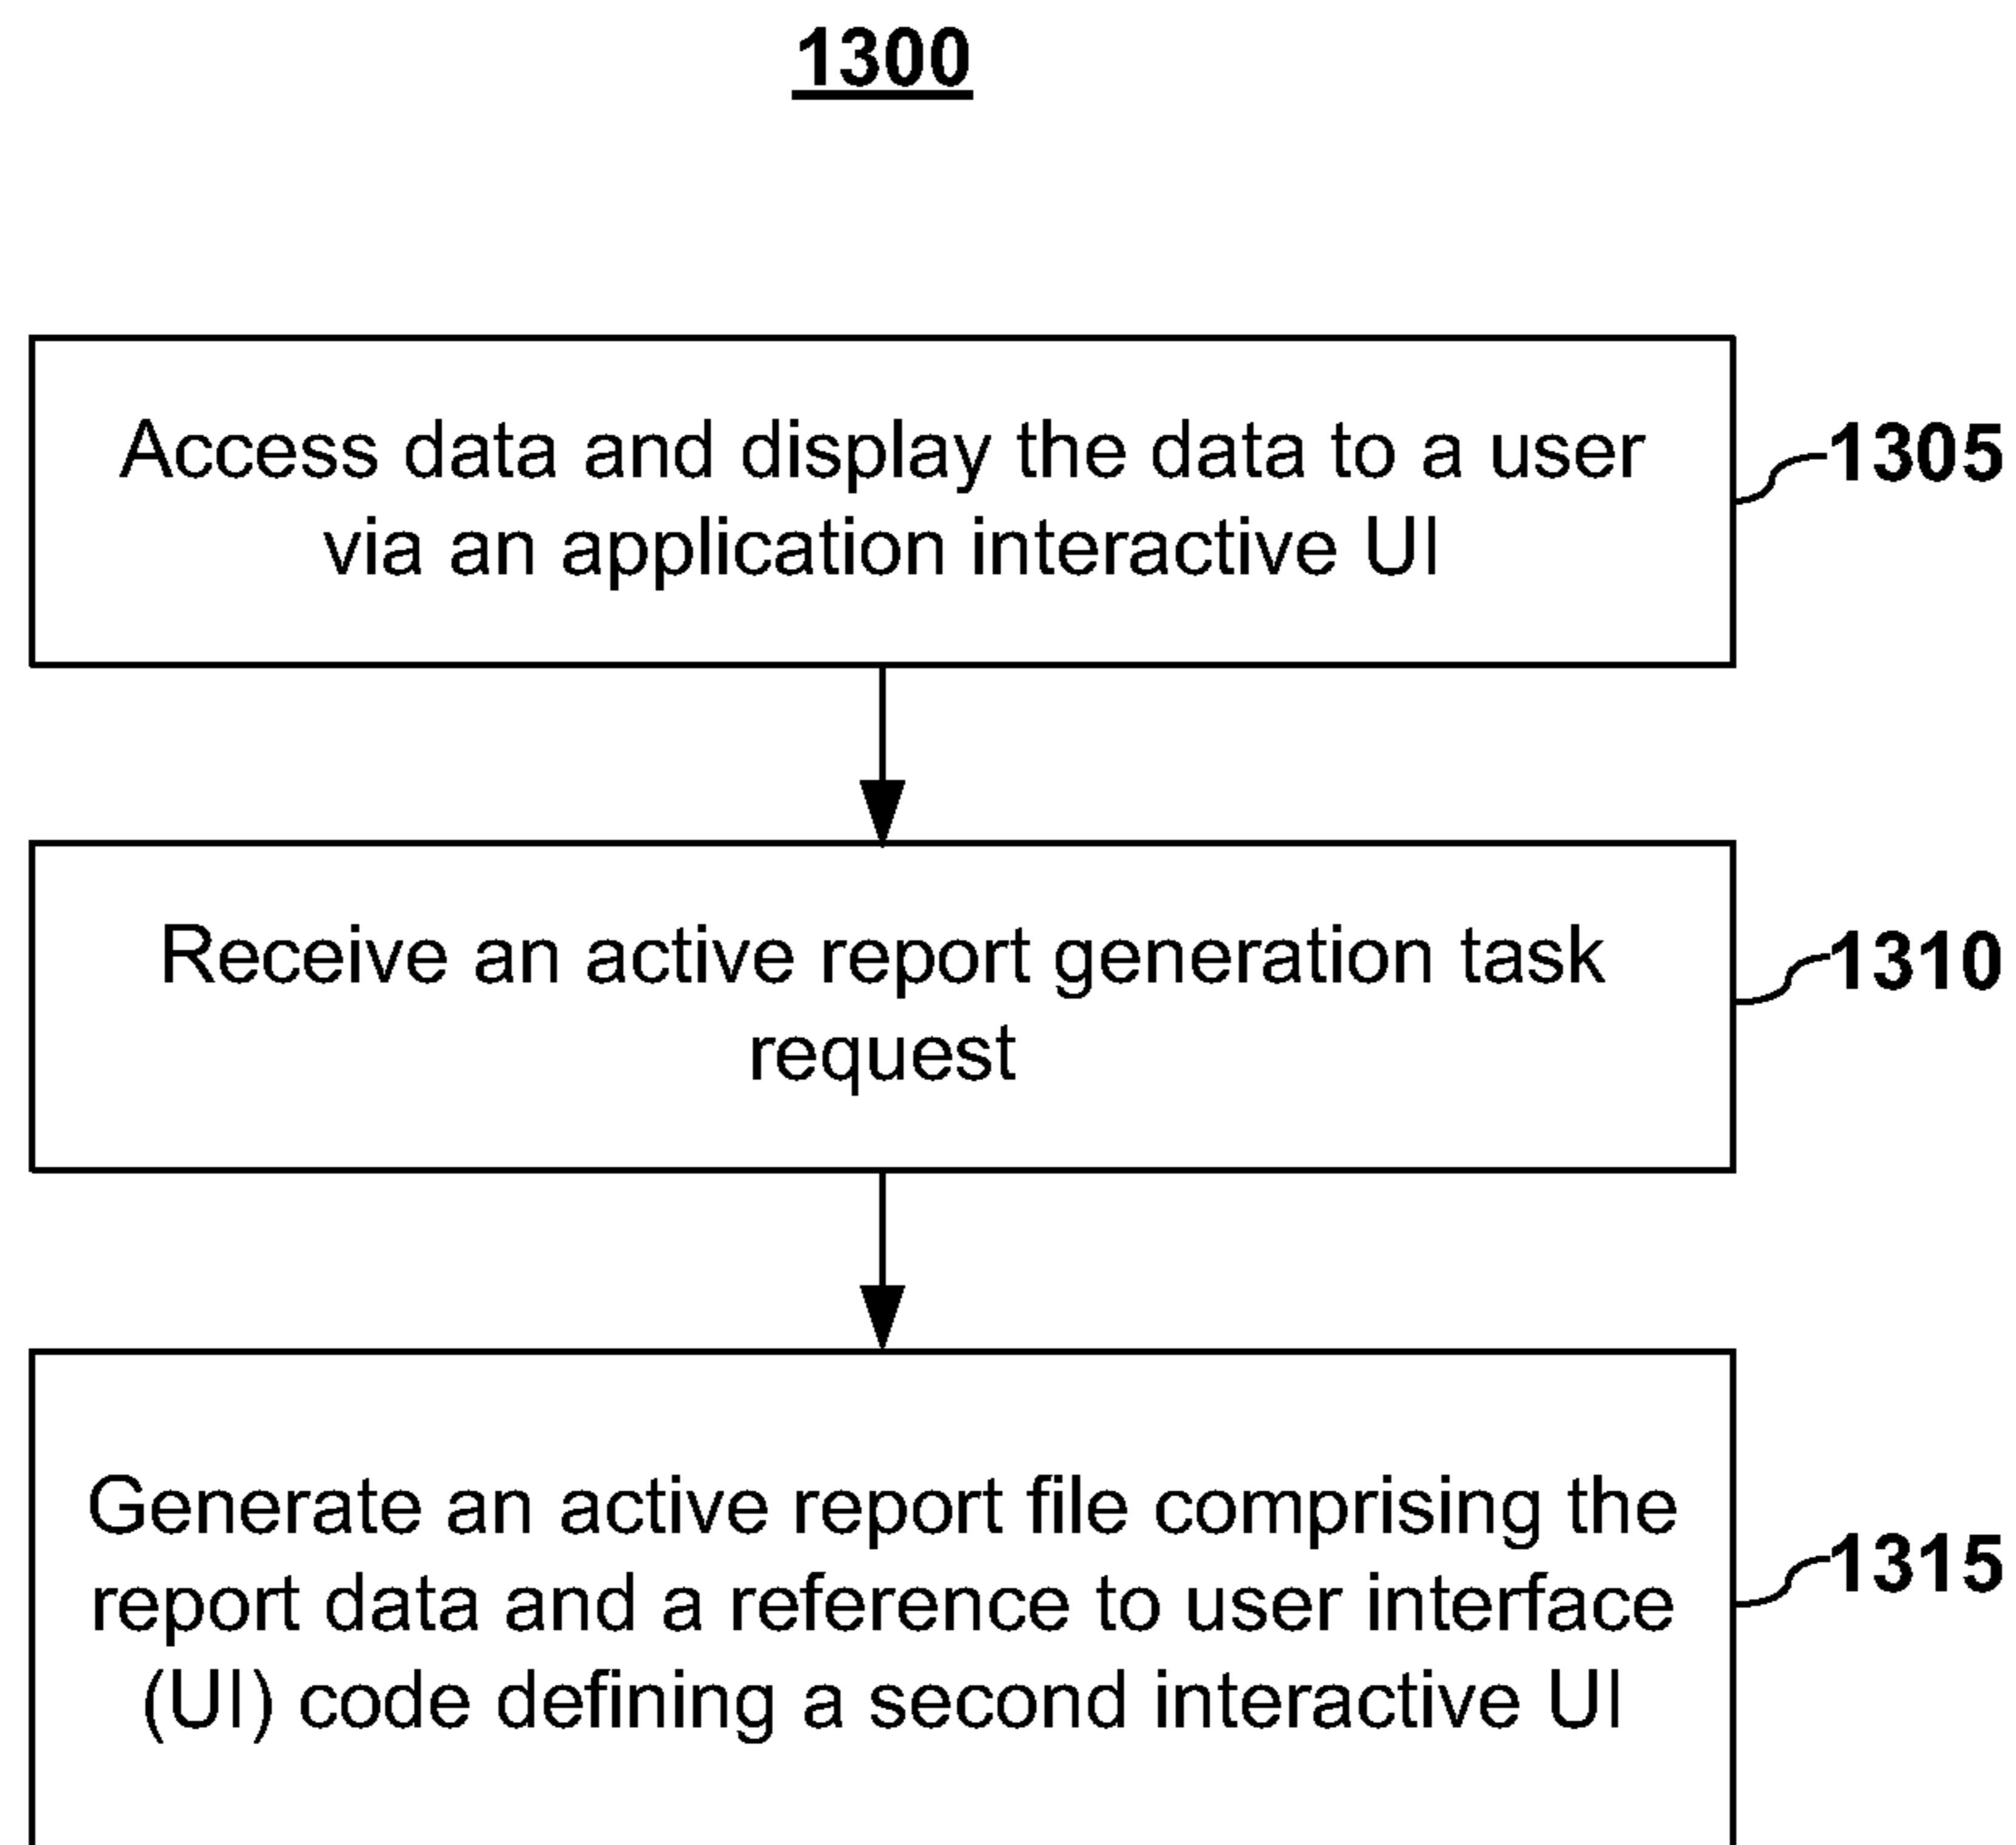 1300
Access data and display the data to a user
via an application interactive UI
1305
Receive an active report generation task
request
1310
Generate an active report file comprising the
report data and a reference to user interface
(UI) code defining a second interactive UI
1315